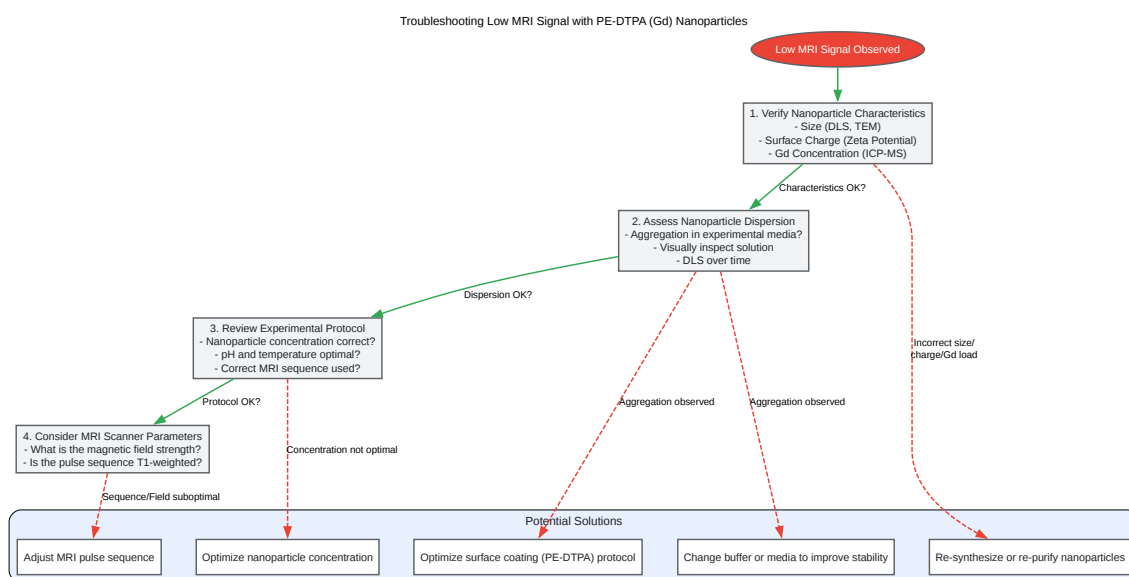 Troubleshooting Low MRI Signal with PE-DTPA (Gd) Nanoparticles
Low MRI Signal Observed
1. Verify Nanoparticle Characteristics
- Size (DLS, TEM)
- Surface Charge (Zeta Potential)
- Gd Concentration (ICP-MS)
Characteristics OK?
2. Assess Nanoparticle Dispersion
- Aggregation in experimental media?
- Visually inspect solution
- DLS over time
Dispersion OK?
3. Review Experimental Protocol
- Nanoparticle concentration correct?
- pH and temperature optimal?
- Correct MRI sequence used?
Incorrect size/
charge/Gd load
Protocol OK?
Aggregation observed
Aggregation observed
4. Consider MRI Scanner Parameters
- What is the magnetic field strength?
- Is the pulse sequence T1-weighted?
Concentration not optimal
Sequence/Field suboptimal
Potential Solutions
Adjust MRI pulse sequence
Optimize nanoparticle concentration
Optimize surface coating (PE-DTPA) protocol
Change buffer or media to improve stability
Re-synthesize or re-purify nanoparticles